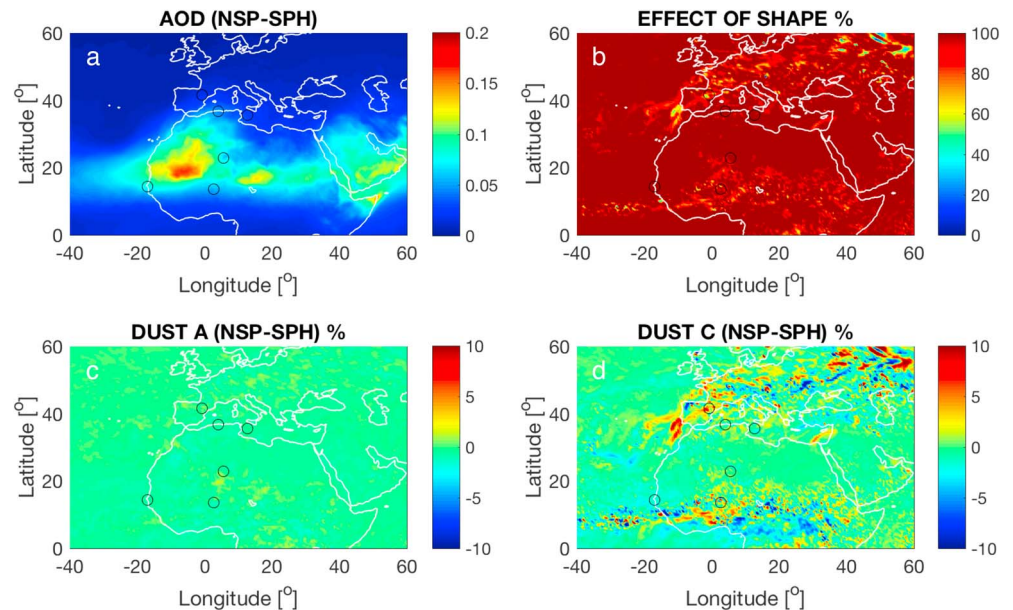 AOD (NSP-SPH)
a
60
40
20
0
Latitude [o]
-40 -20 0 20 40 60
Longitude [o]
0.2
0.15
0.1
0.05
0
EFFECT OF SHAPE %
b
60
40
20
0
Latitude [o]
-40 -20 0 20 40 60
Longitude [o]
100
80
60
40
20
0
DUST A (NSP-SPH) %
c
60
40
20
0
Latitude [o]
-40 -20 0 20 40 60
Longitude [o]
10
5
0
-5
-10
DUST C (NSP-SPH) %
d
60
40
20
0
Latitude [o]
-40 -20 0 20 40 60
Longitude [o]
10
5
0
-5
-10